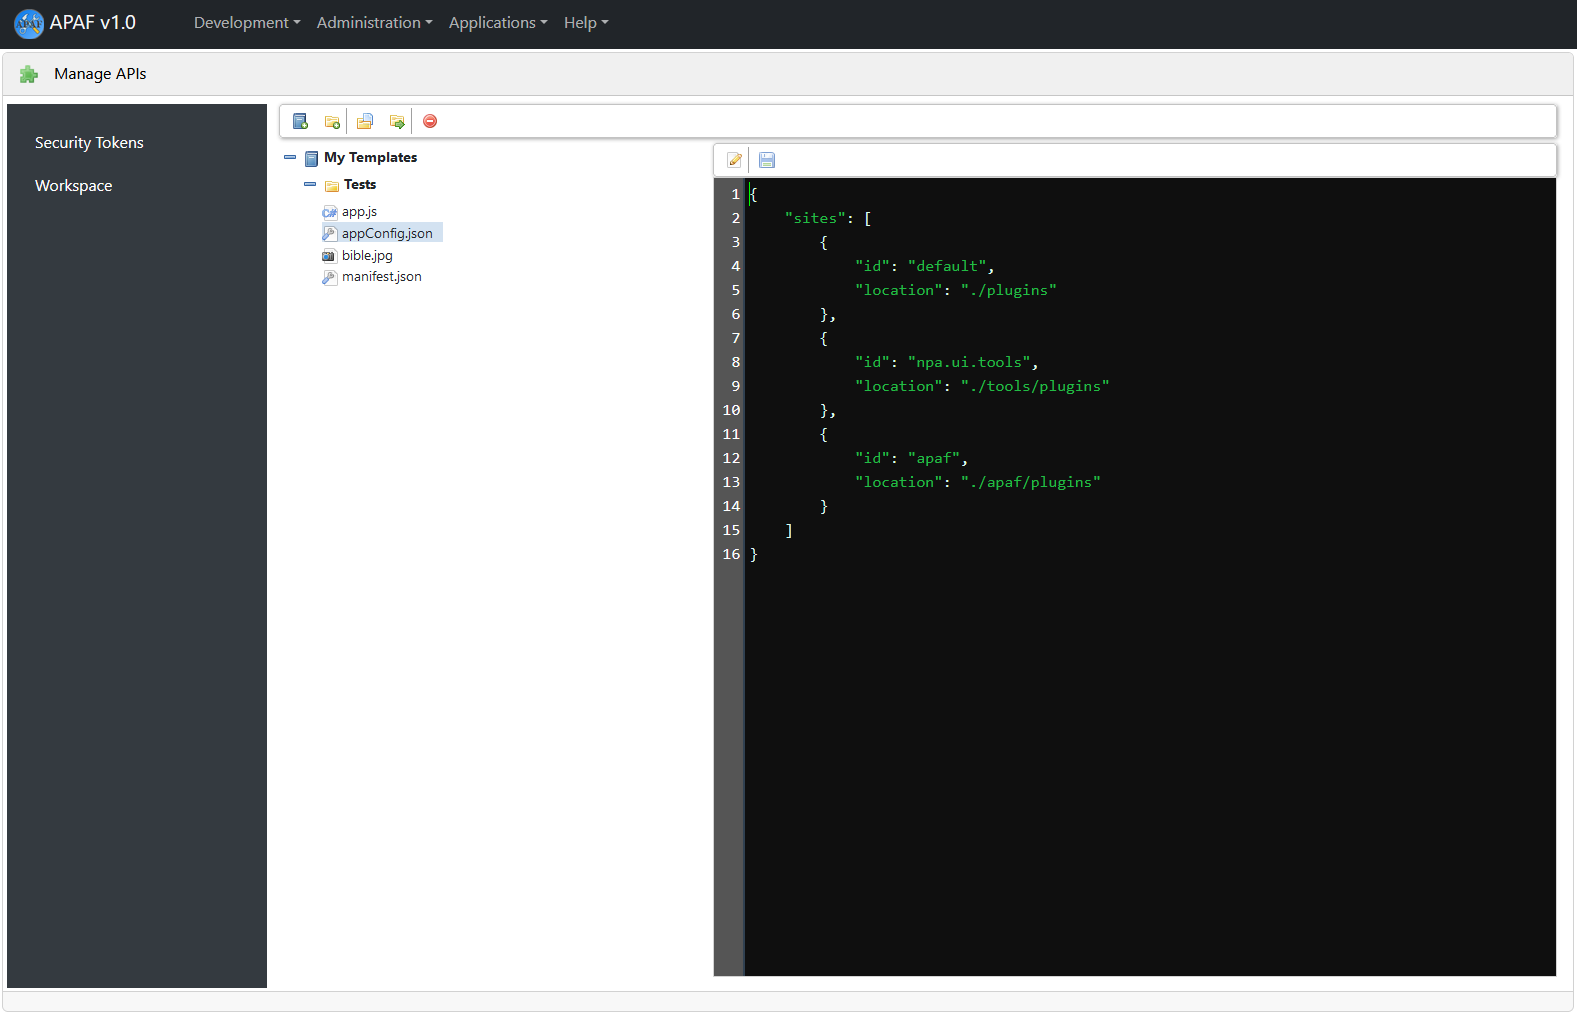 APAF v1.0
Development
Administration
Applications
Help
Manage APIs
Security Tokens
Workspace
My Templates
Tests
app.js
appConfig.json
bible.jpg
manifest.json
1 {
2     "sites": [
3         {
4             "id": "default",
5             "location": "./plugins"
6         },
7         {
8             "id": "npa.ui.tools",
9             "location": "./tools/plugins"
10         },
11         {
12             "id": "apaf",
13             "location": "./apaf/plugins"
14         }
15     ]
16 }